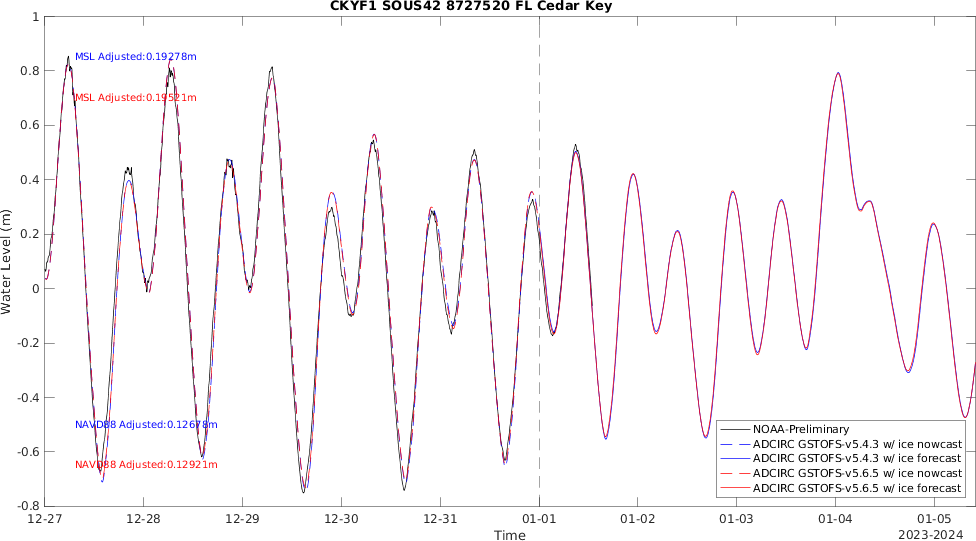 CKYF1 SOUS42 8727520 FL Cedar Key
1
0.8
0.6
0.4
0.2
0
-0.2
-0.4
-0.6
-0.8
Water Level (m)
MSL Adjusted:0.19278m
MSL Adjusted:0.19521m
NAVD88 Adjusted:0.12678m
NAVD88 Adjusted:0.12921m
NOAA-Preliminary
ADCIRC GSTOFS-v5.4.3 w/ ice nowcast
ADCIRC GSTOFS-v5.4.3 w/ ice forecast
ADCIRC GSTOFS-v5.6.5 w/ ice nowcast
ADCIRC GSTOFS-v5.6.5 w/ ice forecast
12-27 12-28 12-29 12-30 12-31 01-01 01-02 01-03 01-04 01-05
Time
2023-2024